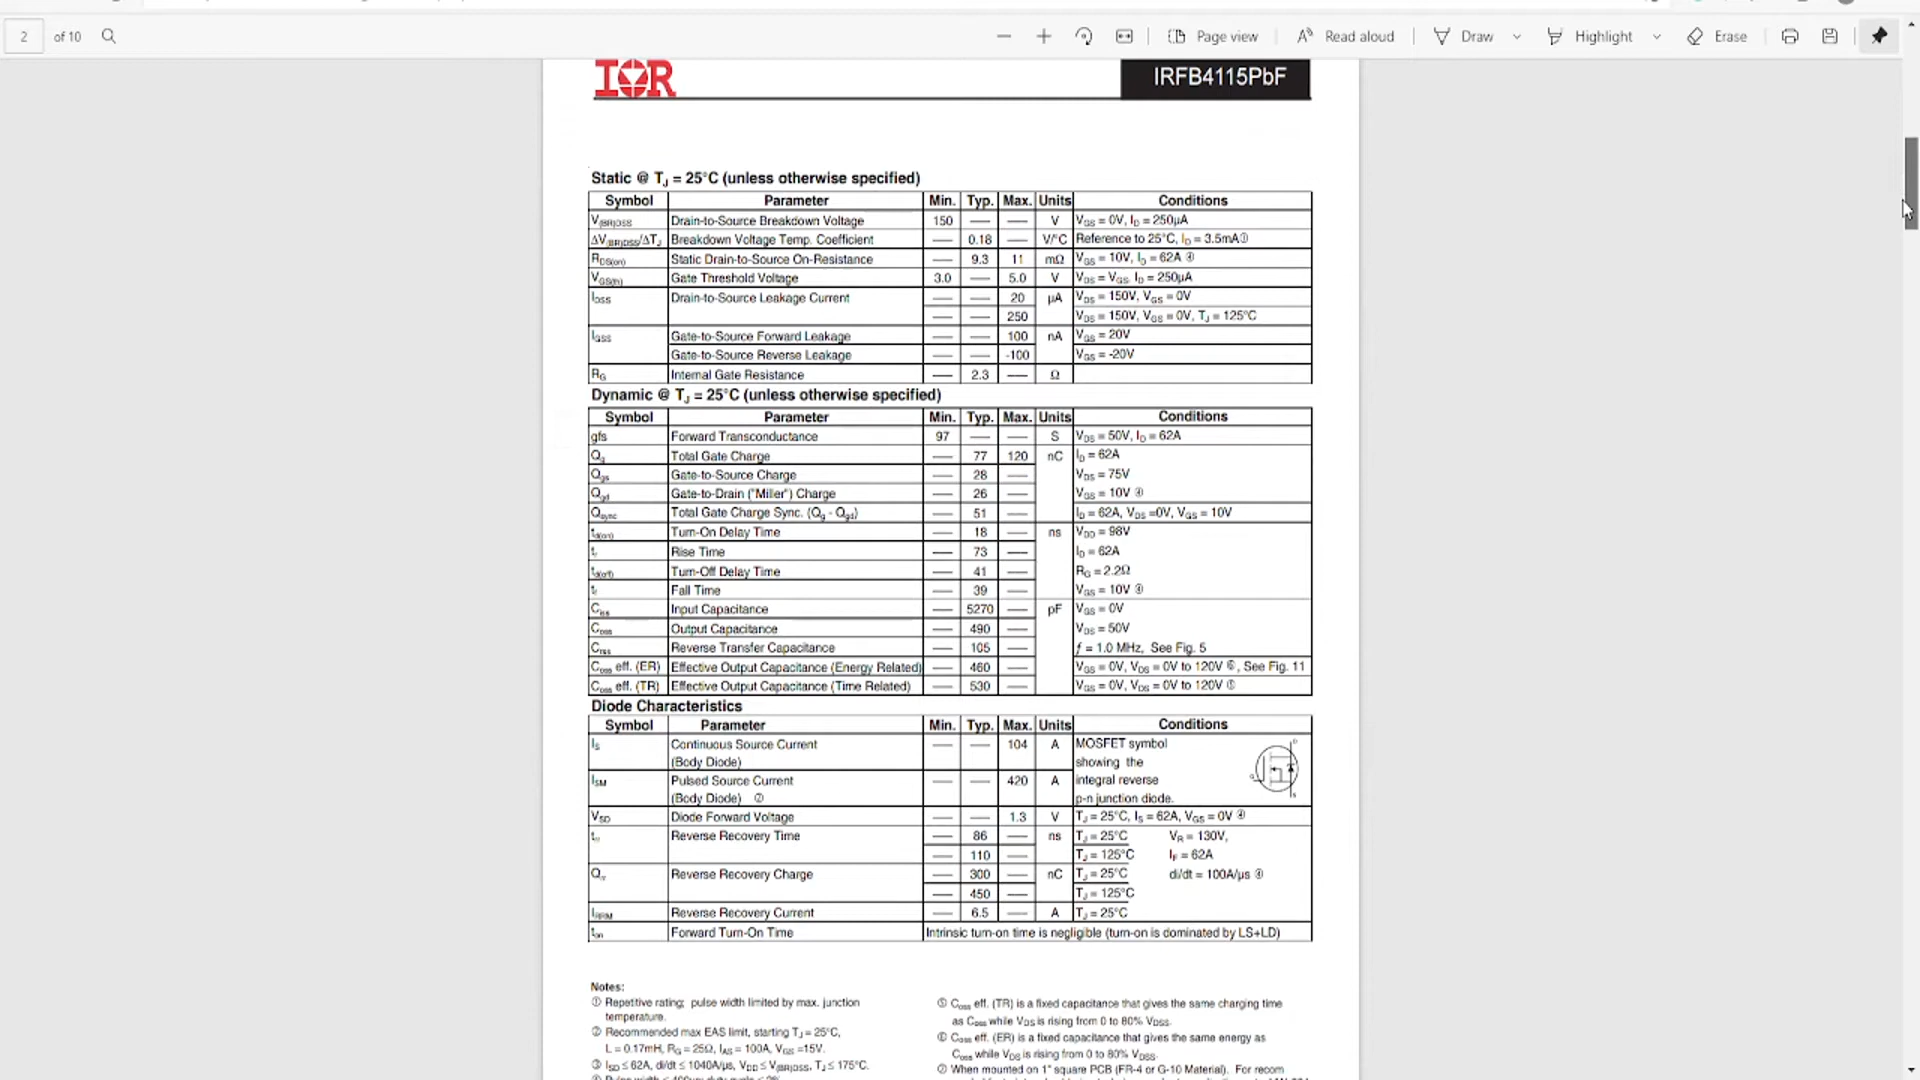 2 of 10 Page view Read aloud Draw Highlight Erase
IOR IRFB4115PbF
Static @ TJ = 25°C (unless otherwise specified)
Symbol Parameter Min. Typ. Max. Units Conditions
V(BR)DSS Drain-to-Source Breakdown Voltage 150 — — V VGS = 0V, ID = 250μA
ΔV(BR)DSS/ΔTJ Breakdown Voltage Temp. Coefficient — 0.18 — V/°C Reference to 25°C, ID = 3.5mA①
RDS(on) Static Drain-to-Source On-Resistance — 9.3 11 mΩ VGS = 10V, ID = 62A ④
VGS(th) Gate Threshold Voltage 3.0 — 5.0 V VDS = VGS, ID = 250μA
IDSS Drain-to-Source Leakage Current — — 20 μA VDS = 150V, VGS = 0V
— — 250 VDS = 150V, VGS = 0V, TJ = 125°C
IGSS Gate-to-Source Forward Leakage — — 100 nA VGS = 20V
Gate-to-Source Reverse Leakage — — -100 VGS = -20V
RG Internal Gate Resistance — 2.3 — Ω
Dynamic @ TJ = 25°C (unless otherwise specified)
Symbol Parameter Min. Typ. Max. Units Conditions
gfs Forward Transconductance 97 — — S VDS = 50V, ID = 62A
Qg Total Gate Charge — 77 120 nC ID = 62A
Qgs Gate-to-Source Charge — 28 — VDS = 75V
Qgd Gate-to-Drain ("Miller") Charge — 26 — VGS = 10V ④
Qsync Total Gate Charge Sync. (Qg - Qgd) — 51 — ID = 62A, VDS =0V, VGS = 10V
td(on) Turn-On Delay Time — 18 — ns VDD = 98V
tr Rise Time — 73 — ID = 62A
td(off) Turn-Off Delay Time — 41 — RG = 2.2Ω
tf Fall Time — 39 — VGS = 10V ④
Ciss Input Capacitance — 5270 — pF VGS = 0V
Coss Output Capacitance — 490 — VDS = 50V
Crss Reverse Transfer Capacitance — 105 — f = 1.0 MHz, See Fig. 5
Coss eff. (ER) Effective Output Capacitance (Energy Related) — 460 — VGS = 0V, VDS = 0V to 120V ⑥, See Fig. 11
Coss eff. (TR) Effective Output Capacitance (Time Related) — 530 — VGS = 0V, VDS = 0V to 120V ⑤
Diode Characteristics
Symbol Parameter Min. Typ. Max. Units Conditions
IS Continuous Source Current — — 104 A MOSFET symbol
(Body Diode) showing the
ISM Pulsed Source Current — — 420 A integral reverse
(Body Diode) ② p-n junction diode.
VSD Diode Forward Voltage — — 1.3 V TJ = 25°C, IS = 62A, VGS = 0V ④
trr Reverse Recovery Time — 86 — ns TJ = 25°C VR = 130V,
— 110 — TJ = 125°C IF = 62A
Qrr Reverse Recovery Charge — 300 — nC TJ = 25°C di/dt = 100A/μs ④
— 450 — TJ = 125°C
IRRM Reverse Recovery Current — 6.5 — A TJ = 25°C
ton Forward Turn-On Time Intrinsic turn-on time is negligible (turn-on is dominated by LS+LD)
Notes:
① Repetitive rating; pulse width limited by max. junction
temperature.
② Recommended max EAS limit, starting TJ = 25°C,
L = 0.17mH, RG = 25Ω, IAS = 100A, VGS =15V.
③ ISD ≤ 62A, di/dt ≤ 1040A/μs, VDD ≤ V(BR)DSS, TJ ≤ 175°C.
⑤ Coss eff. (TR) is a fixed capacitance that gives the same charging time
as Coss while VDS is rising from 0 to 80% VDSS.
⑥ Coss eff. (ER) is a fixed capacitance that gives the same energy as
Coss while VDS is rising from 0 to 80% VDSS.
⑦ When mounted on 1" square PCB (FR-4 or G-10 Material). For recom